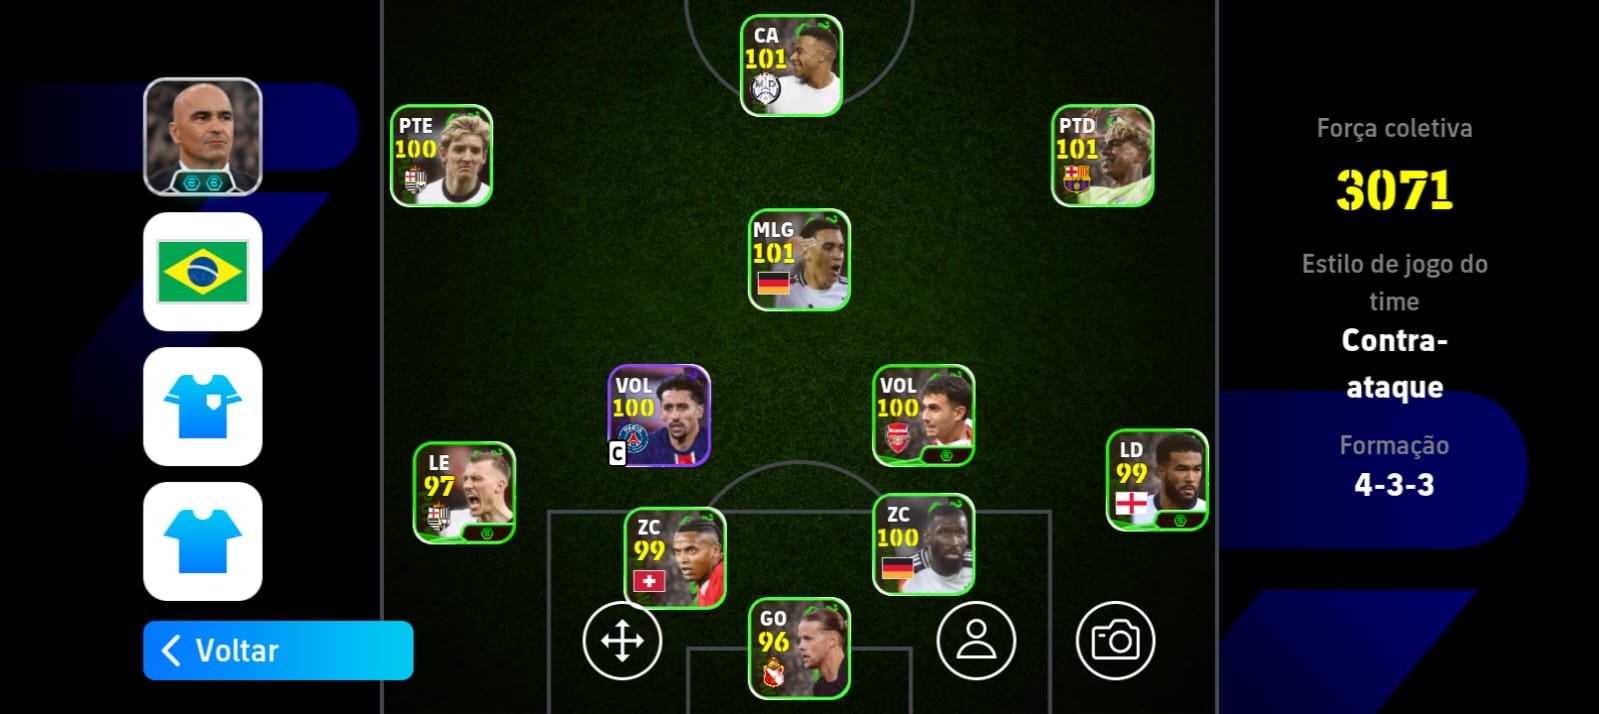 CA
101
PTE
100
PTD
101
MLG
101
VOL
100
C
VOL
100
LE
97
LD
99
ZC
99
ZC
100
GO
96
Voltar
Força coletiva
3071
Estilo de jogo do
time
Contra-
ataque
Formação
4-3-3